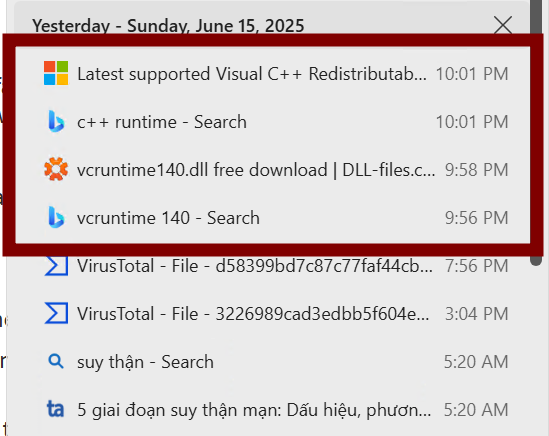 Yesterday - Sunday, June 15, 2025
Latest supported Visual C++ Redistributab... 10:01 PM
c++ runtime - Search 10:01 PM
vcruntime140.dll free download | DLL-files.c... 9:58 PM
vcruntime 140 - Search 9:56 PM
VirusTotal - File - d58399bd7c87c77faf44cb... 7:56 PM
VirusTotal - File - 3226989cad3edbb5f604e... 3:04 PM
suy thận - Search 5:20 AM
ta 5 giai đoạn suy thận mạn: Dấu hiệu, phươn... 5:20 AM